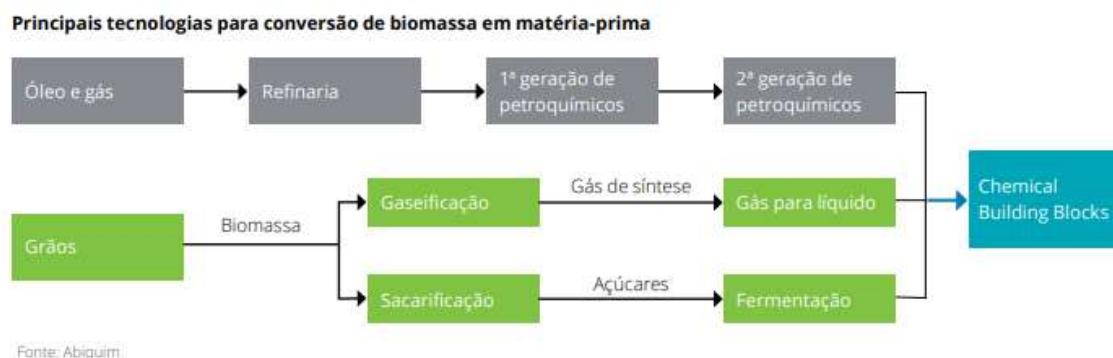 Principais tecnologias para conversão de biomassa em matéria-prima
Óleo e gás
Refinaria
1ª geração de
petroquímicos
2ª geração de
petroquímicos
Grãos
Biomassa
Gaseificação
Gás de síntese
Gás para líquido
Sacarificação
Açúcares
Fermentação
Chemical
Building Blocks
Fonte: Abiquim